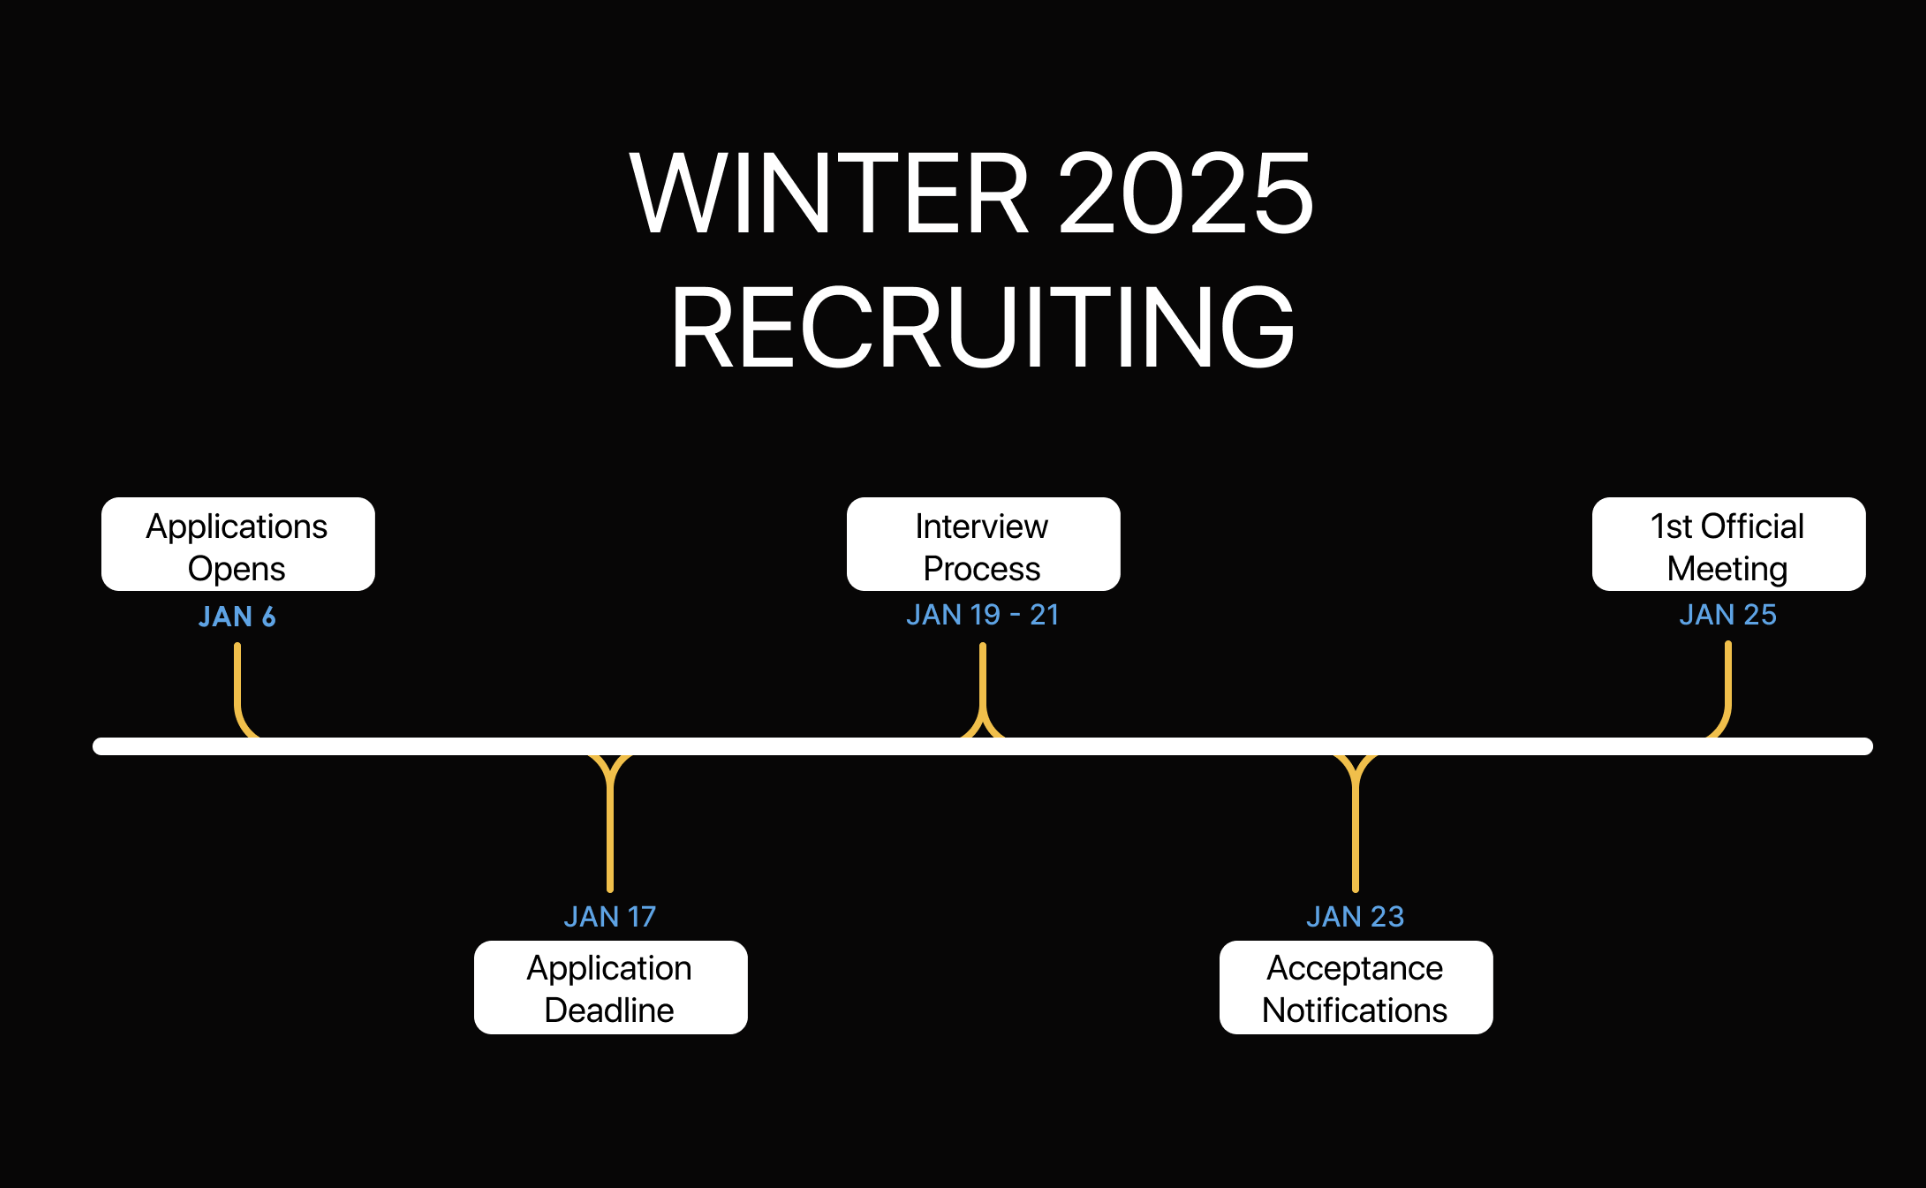 WINTER 2025
RECRUITING
Applications
Opens
JAN 6
JAN 17
Application
Deadline
Interview
Process
JAN 19 - 21
JAN 23
Acceptance
Notifications
1st Official
Meeting
JAN 25